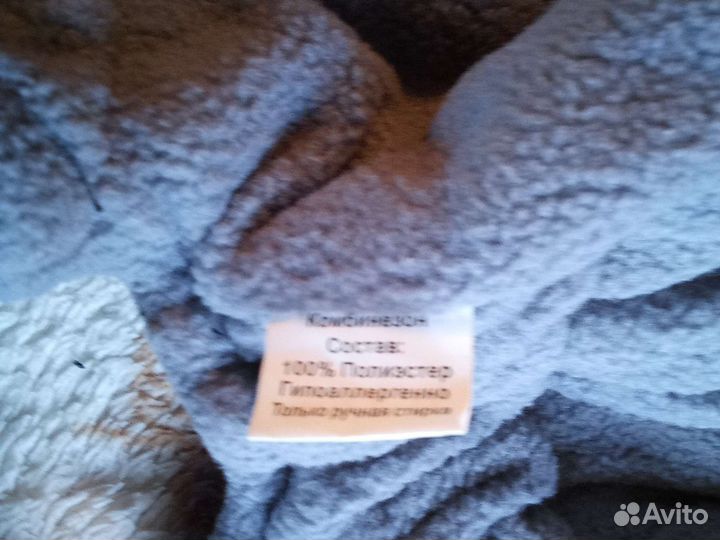 Комбинезон
Состав:
100% Полиэстер
Гипоаллергенно
Только ручная стирка
Avito